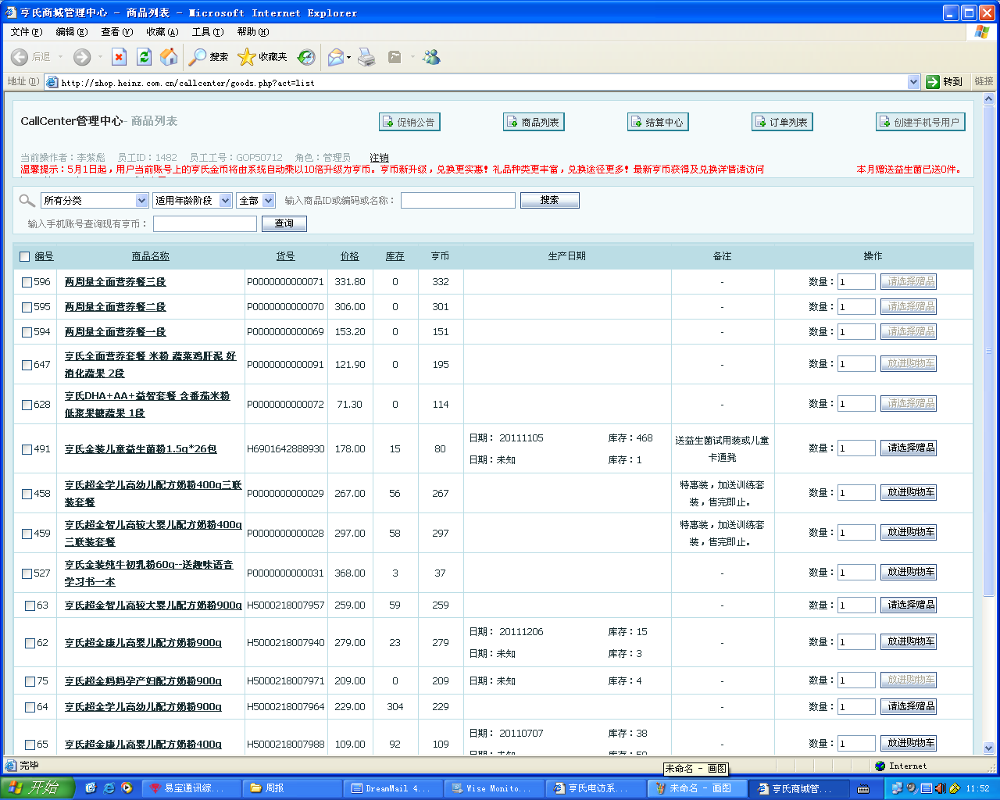 亨氏商城管理中心 - 商品列表 - Microsoft Internet Explorer
文件(F) 编辑(E) 查看(V) 收藏(A) 工具(T) 帮助(H)
后退 搜索 收藏夹
地址(D) http://shop.heinz.com.cn/callcenter/goods.php?act=list 转到 链接
CallCenter管理中心- 商品列表 促销公告 商品列表 结算中心 订单列表 创建手机号用户
当前操作者：李紫彪 员工ID：1482 员工工号：GOP50712 角色：管理员 注销
温馨提示：5月1日起，用户当前账号上的亨氏金币将由系统自动乘以10倍升级为亨币。亨币新升级，兑换更实惠！礼品种类更丰富，兑换途径更多！最新亨币获得及兑换详情请访问 本月赠送益生菌已送0件。
所有分类 适用年龄阶段 全部 输入商品ID或编码或名称： 搜索
输入手机账号查询现有亨币： 查询
编号 商品名称 货号 价格 库存 亨币 生产日期 备注 操作
596 两周量全面营养餐三段 P0000000000071 331.80 0 332 - 数量：1 请选择赠品
595 两周量全面营养餐二段 P0000000000070 306.00 0 301 - 数量：1 请选择赠品
594 两周量全面营养餐一段 P0000000000069 153.20 0 151 - 数量：1 请选择赠品
亨氏全面营养套餐 米粉 蔬菜鸡肝泥 好
647 P0000000000091 121.90 0 195 - 数量：1 放进购物车
消化蔬果 2段
亨氏DHA+AA+益智套餐 含番茄米粉
628 P0000000000072 71.30 0 114 - 数量：1 请选择赠品
低聚果糖蔬果 1段
日期： 20111105 库存：468 送益生菌试用装或儿童
491 亨氏金装儿童益生菌粉1.5g*26包 H6901642888930 178.00 15 80 数量：1 请选择赠品
日期：未知 库存：1 卡通凳
亨氏超金学儿高幼儿配方奶粉400g三联 特惠装，加送训练套
458 P0000000000029 267.00 56 267 数量：1 放进购物车
装套餐 装，售完即止。
亨氏超金智儿高较大婴儿配方奶粉400g 特惠装，加送训练套
459 P0000000000028 297.00 58 297 数量：1 放进购物车
三联装套餐 装，售完即止。
亨氏金装纯牛初乳粉60g--送趣味语音
527 P0000000000031 368.00 3 37 - 数量：1 放进购物车
学习书一本
63 亨氏超金智儿高较大婴儿配方奶粉900g H5000218007957 259.00 59 259 - 数量：1 请选择赠品
日期： 20111206 库存：15
62 亨氏超金康儿高婴儿配方奶粉900g H5000218007940 279.00 23 279 - 数量：1 放进购物车
日期：未知 库存：3
75 亨氏超金妈妈孕产妇配方奶粉900g H5000218007971 209.00 0 209 日期：未知 库存：4 - 数量：1 放进购物车
64 亨氏超金学儿高幼儿配方奶粉900g H5000218007964 229.00 304 229 - 数量：1 请选择赠品
日期： 20110707 库存：38
65 亨氏超金康儿高婴儿配方奶粉400g H5000218007988 109.00 92 109 - 数量：1 放进购物车
完毕 Internet
未命名 - 画图
开始 易宝通讯综... 周报 DreamMail 4... Wise Monito... 亨氏电访系... 未命名 - 画图 亨氏商城管... 11:52